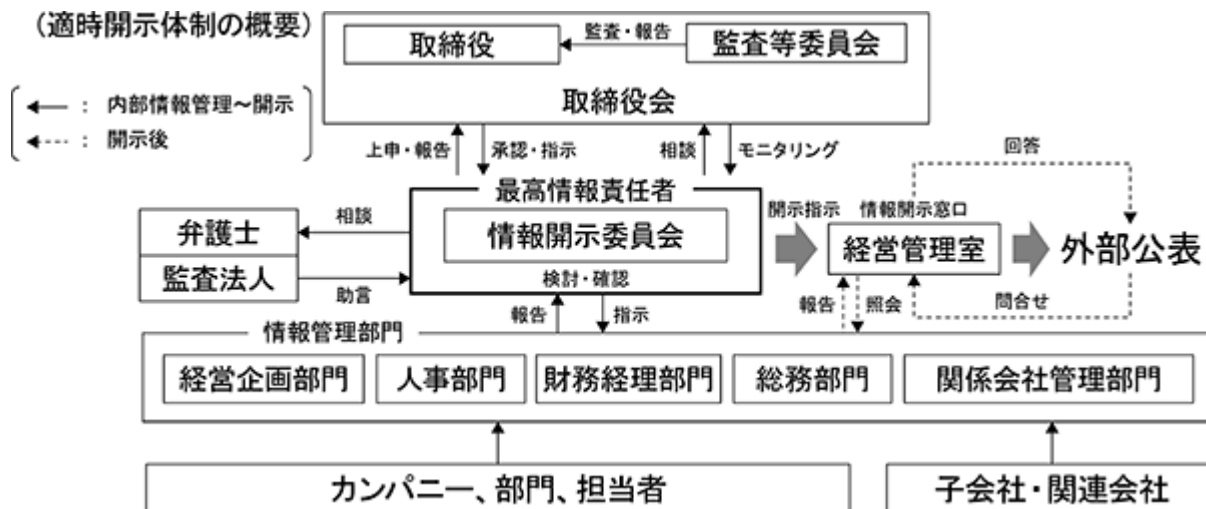 (適時開示体制の概要)
取締役
監査・報告
監査等委員会
取締役会
: 内部情報管理～開示
: 開示後
上申・報告
承認・指示
相談
モニタリング
回答
最高情報責任者
情報開示委員会
検討・確認
開示指示
情報開示窓口
経営管理室
外部公表
弁護士
監査法人
相談
助言
報告
指示
報告
照会
問合せ
情報管理部門
経営企画部門
人事部門
財務経理部門
総務部門
関係会社管理部門
カンパニー、部門、担当者
子会社・関連会社